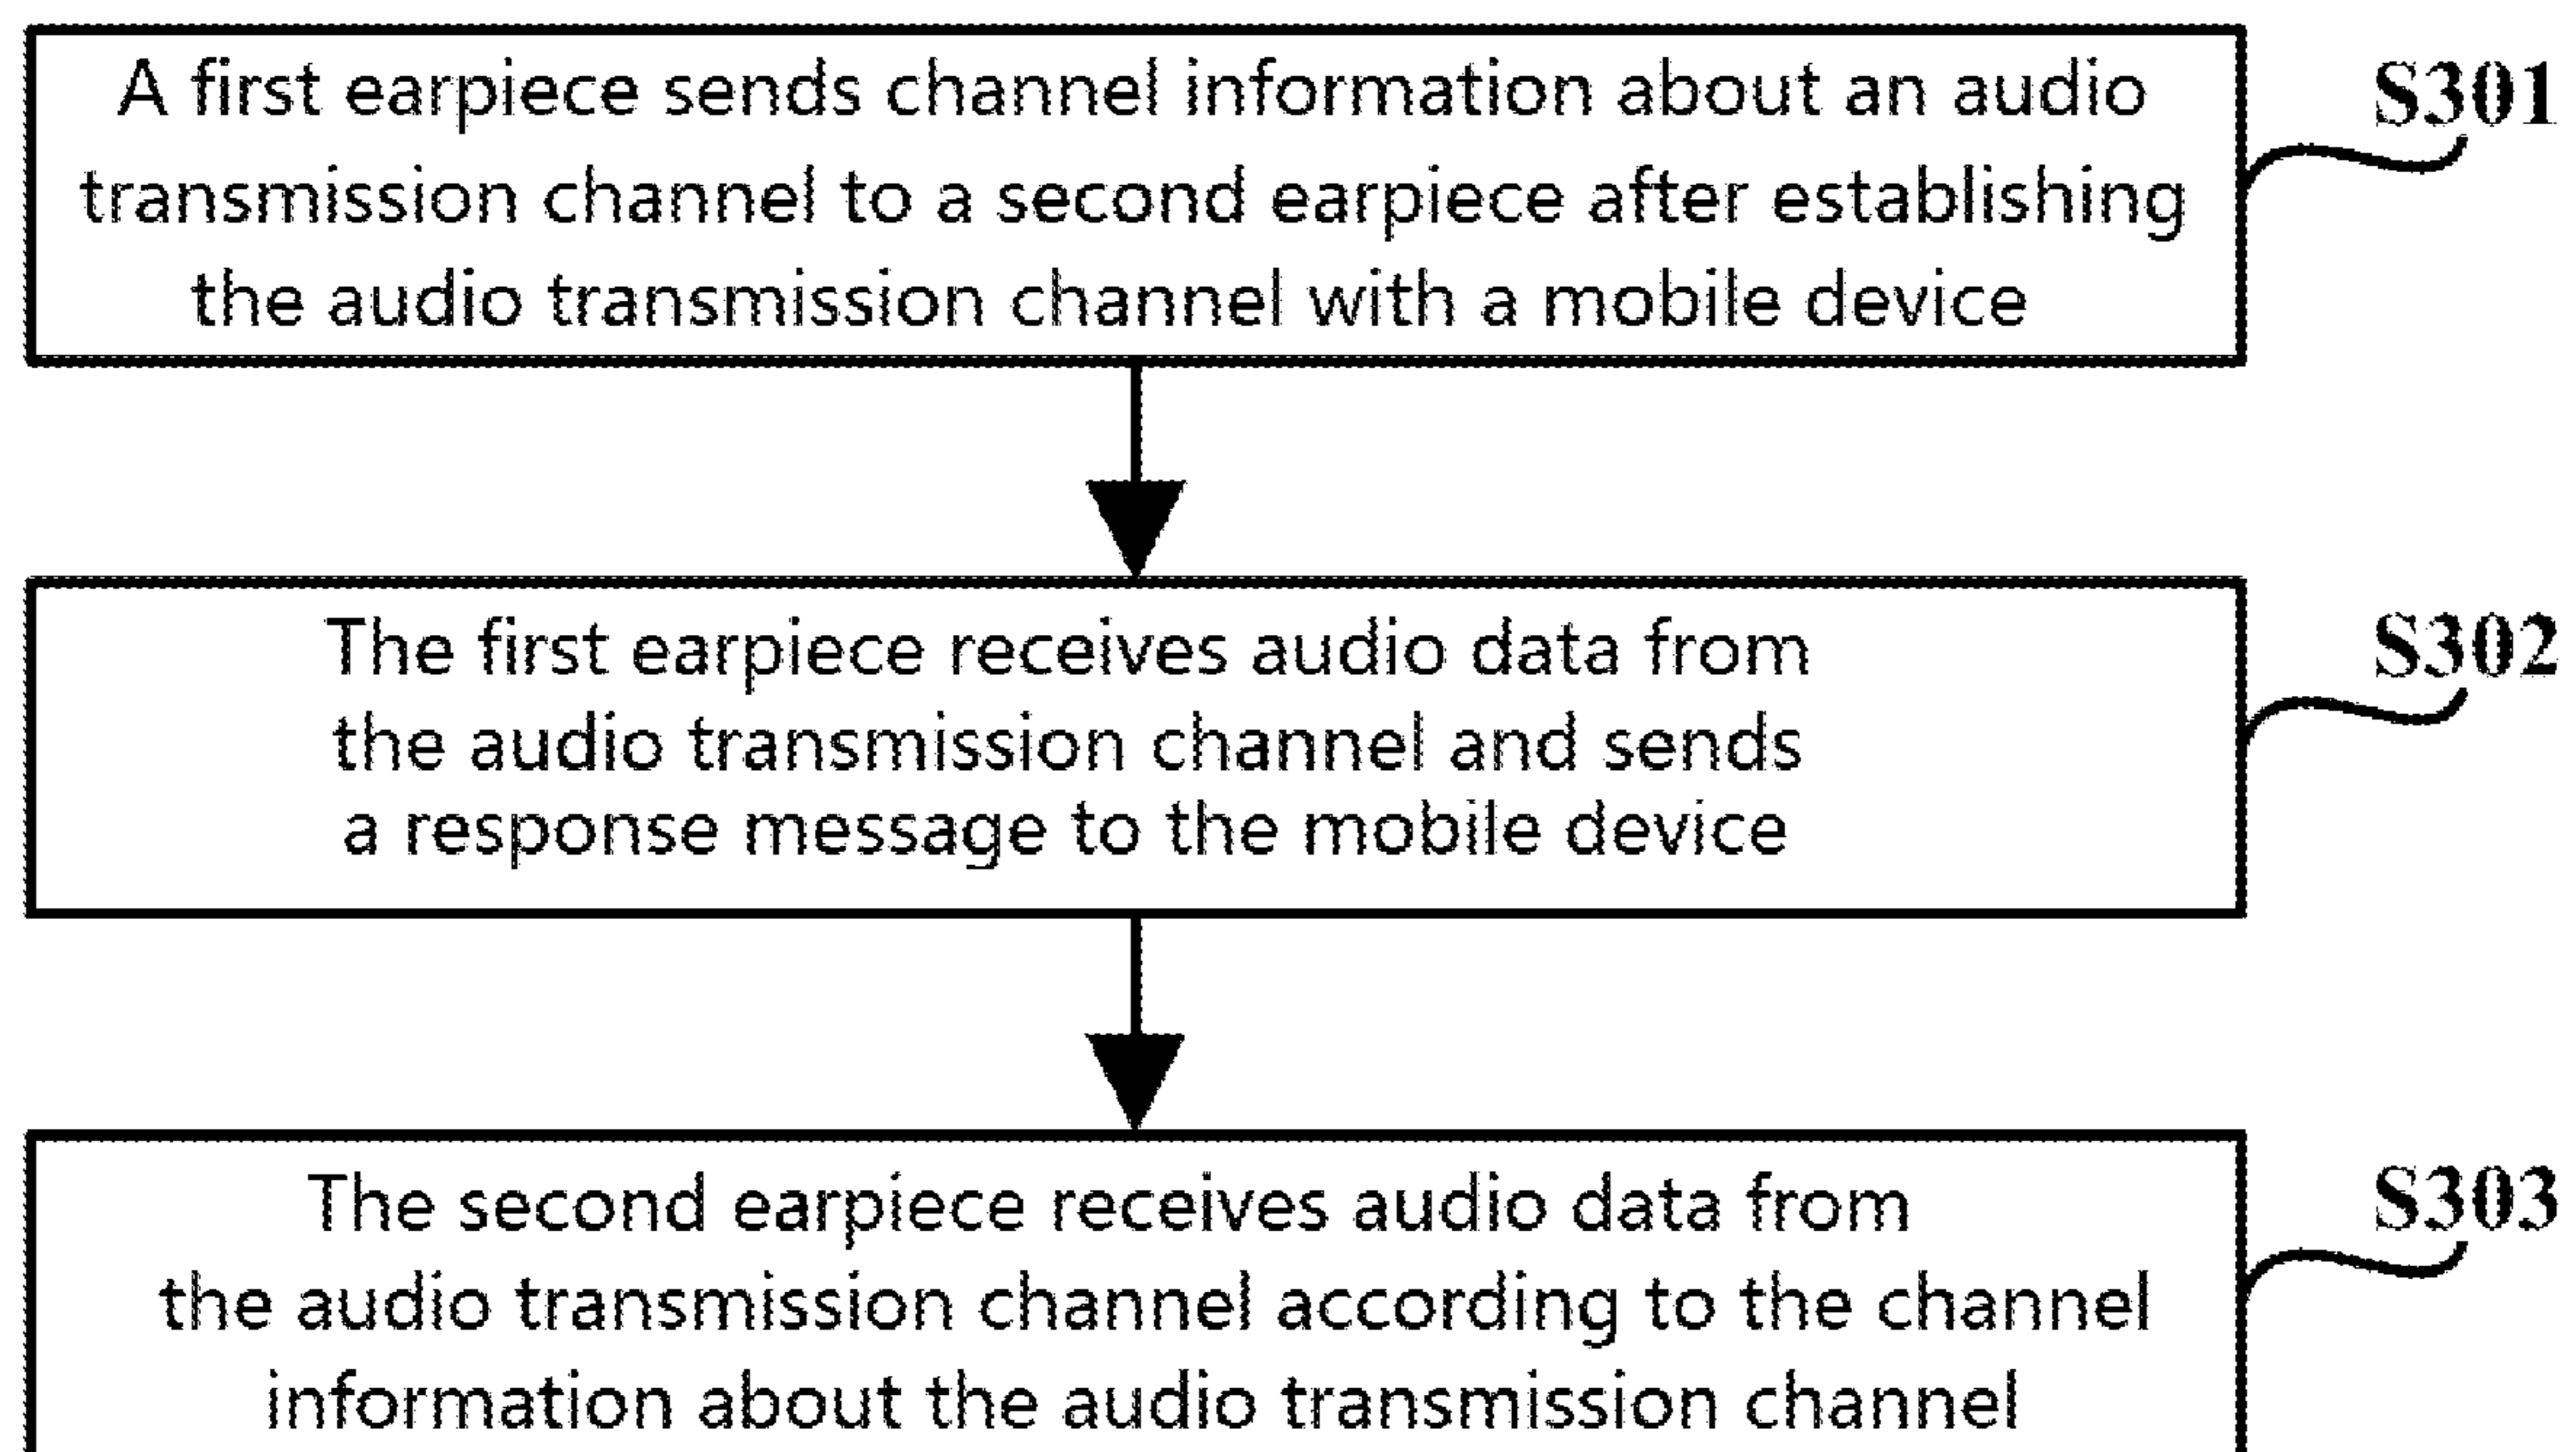 A first earpiece sends channel information about an audio
transmission channel to a second earpiece after establishing
the audio transmission channel with a mobile device
S301
The first earpiece receives audio data from
the audio transmission channel and sends
a response message to the mobile device
S302
The second earpiece receives audio data from
the audio transmission channel according to the channel
information about the audio transmission channel
S303